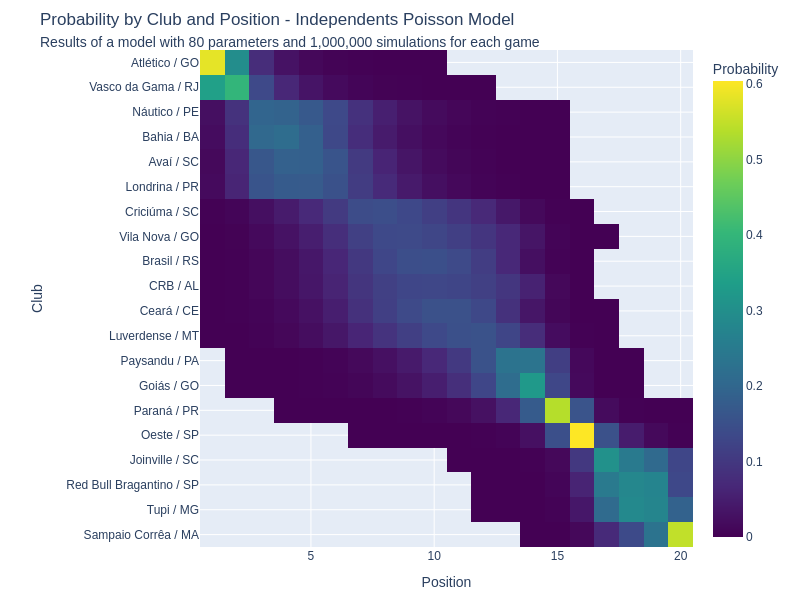 Probability by Club and Position - Independents Poisson Model
Results of a model with 80 parameters and 1,000,000 simulations for each game
Probability
Atlético / GO
Vasco da Gama / RJ
Náutico / PE
Bahia / BA
Avaí / SC
Londrina / PR
Criciúma / SC
Vila Nova / GO
Brasil / RS
CRB / AL
Ceará / CE
Luverdense / MT
Paysandu / PA
Goiás / GO
Paraná / PR
Oeste / SP
Joinville / SC
Red Bull Bragantino / SP
Tupi / MG
Sampaio Corrêa / MA
Club
5
10
15
20
Position
0.6
0.5
0.4
0.3
0.2
0.1
0